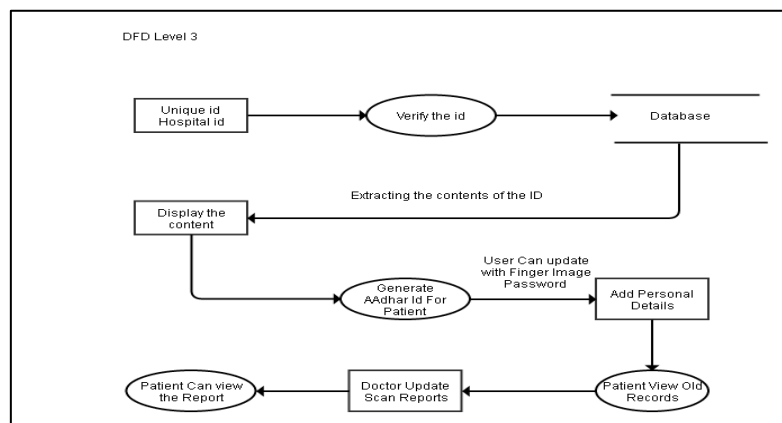 DFD Level 3
Unique id
Hospital id
Verify the id
Database
Extracting the contents of the ID
Display the
content
User Can update
with Finger Image
Password
Generate
AAdhar Id For
Patient
Add Personal
Details
Patient Can view
the Report
Doctor Update
Scan Reports
Patient View Old
Records